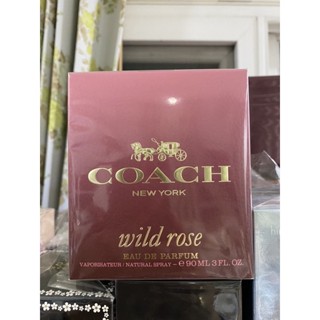 COACH
NEW YORK
wild rose
EAU DE PARFUM
VAPORISATEUR / NATURAL SPRAY – ℮ 90 ML 3 FL. OZ.